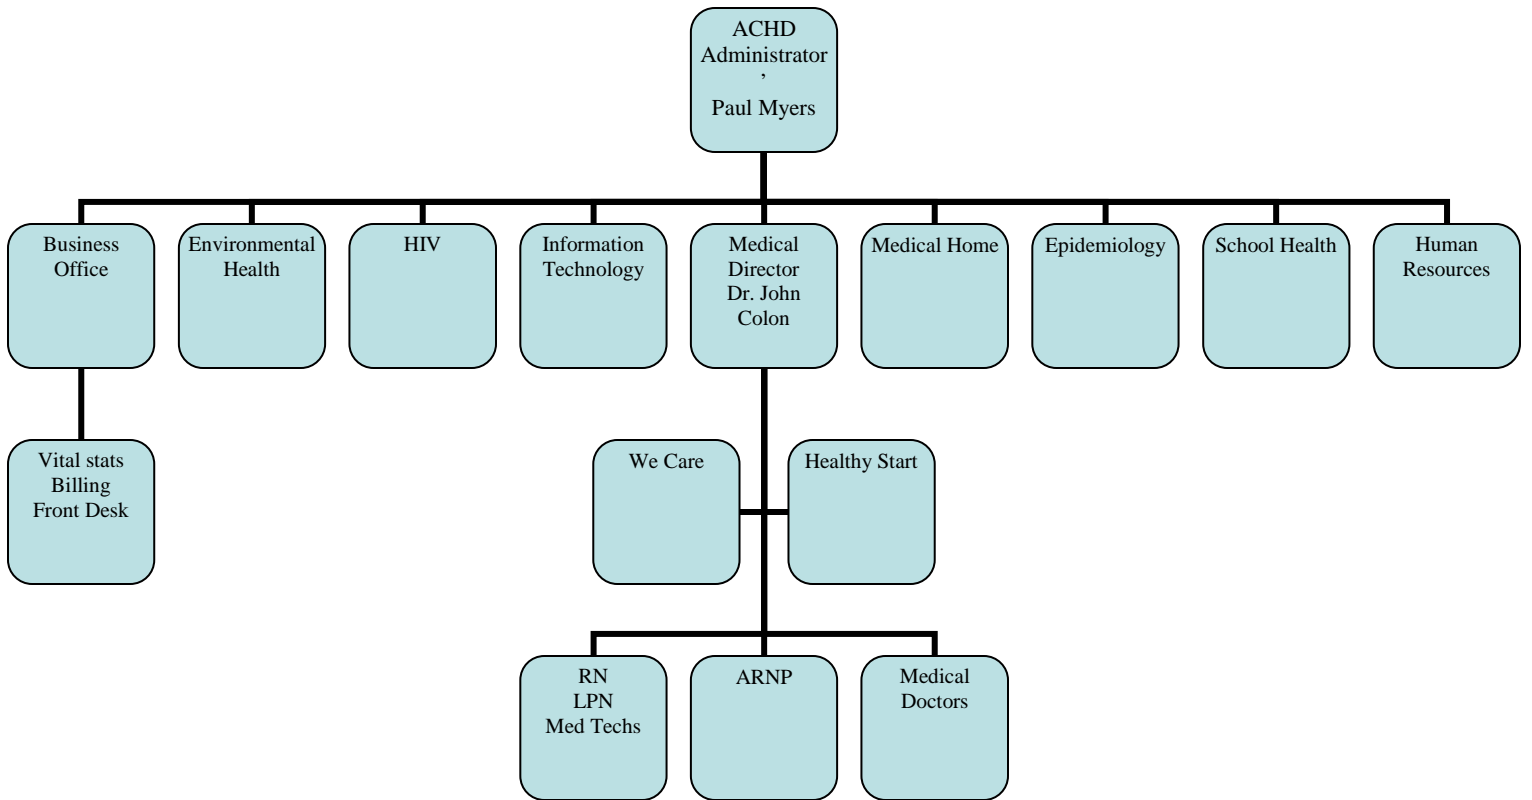 ACHD
Administrator
,
Paul Myers
Business
Office
Environmental
Health
HIV
Information
Technology
Medical
Director
Dr. John
Colon
Medical Home
Epidemiology
School Health
Human
Resources
Vital stats
Billing
Front Desk
We Care
Healthy Start
RN
LPN
Med Techs
ARNP
Medical
Doctors